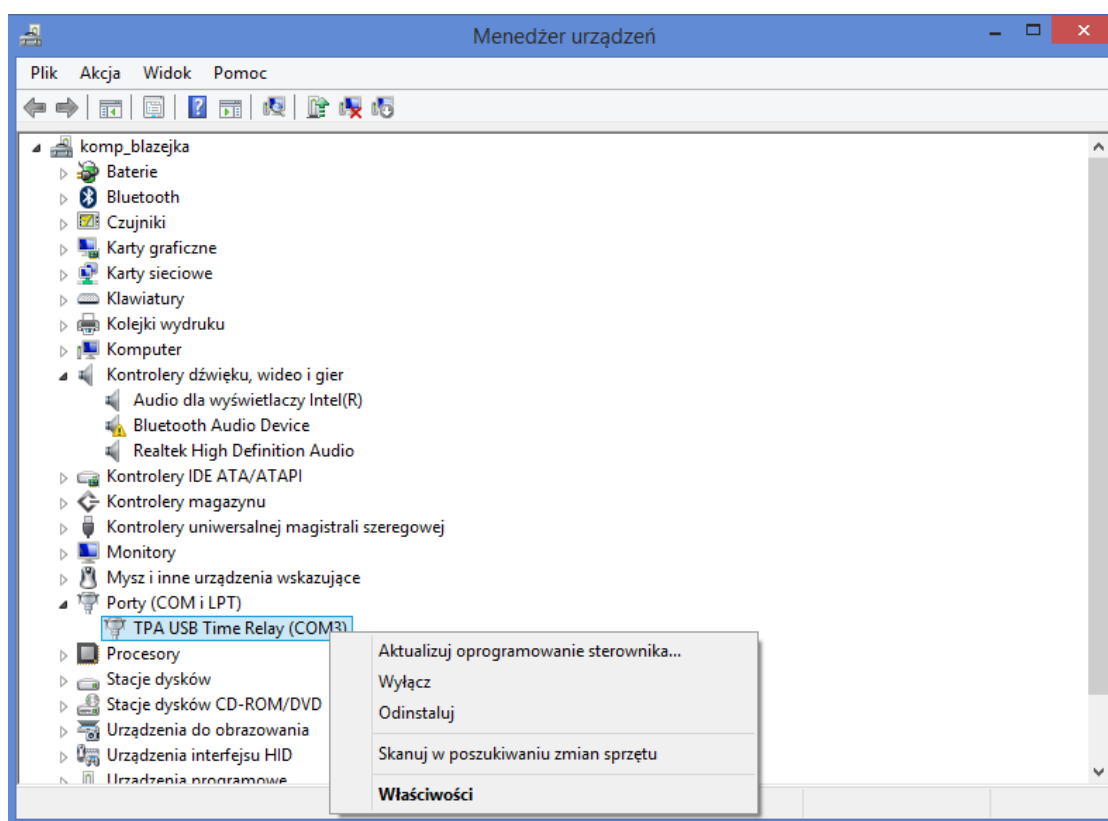 Menedżer urządzeń
Plik Akcja Widok Pomoc
komp_blazejka
Baterie
Bluetooth
Czujniki
Karty graficzne
Karty sieciowe
Klawiatury
Kolejki wydruku
Komputer
Kontrolery dźwięku, wideo i gier
Audio dla wyświetlaczy Intel(R)
Bluetooth Audio Device
Realtek High Definition Audio
Kontrolery IDE ATA/ATAPI
Kontrolery magazynu
Kontrolery uniwersalnej magistrali szeregowej
Monitory
Mysz i inne urządzenia wskazujące
Porty (COM i LPT)
TPA USB Time Relay (COM3)
Procesory
Stacje dysków
Stacje dysków CD-ROM/DVD
Urządzenia do obrazowania
Urządzenia interfejsu HID
Urządzenia programowe
Aktualizuj oprogramowanie sterownika...
Wyłącz
Odinstaluj
Skanuj w poszukiwaniu zmian sprzętu
Właściwości